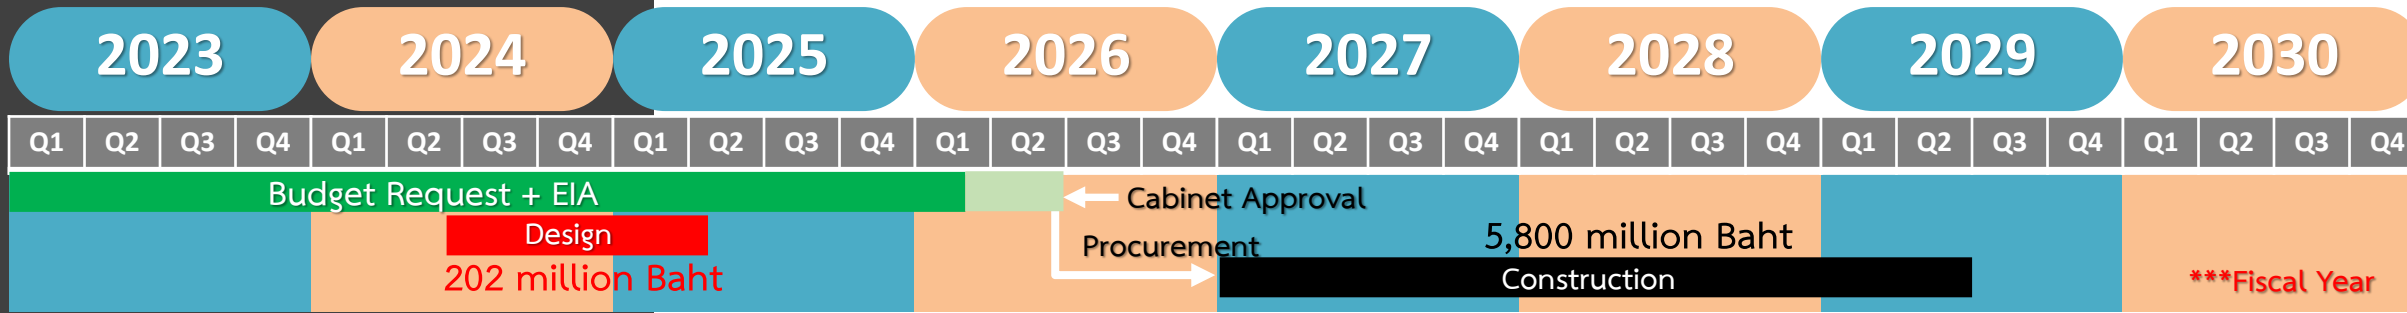 2023 2024 2025 2026 2027 2028 2029 2030
Q1 Q2 Q3 Q4 Q1 Q2 Q3 Q4 Q1 Q2 Q3 Q4 Q1 Q2 Q3 Q4 Q1 Q2 Q3 Q4 Q1 Q2 Q3 Q4 Q1 Q2 Q3 Q4 Q1 Q2 Q3 Q4
Budget Request + EIA
Cabinet Approval
Design
Procurement
5,800 million Baht
202 million Baht
Construction
***Fiscal Year